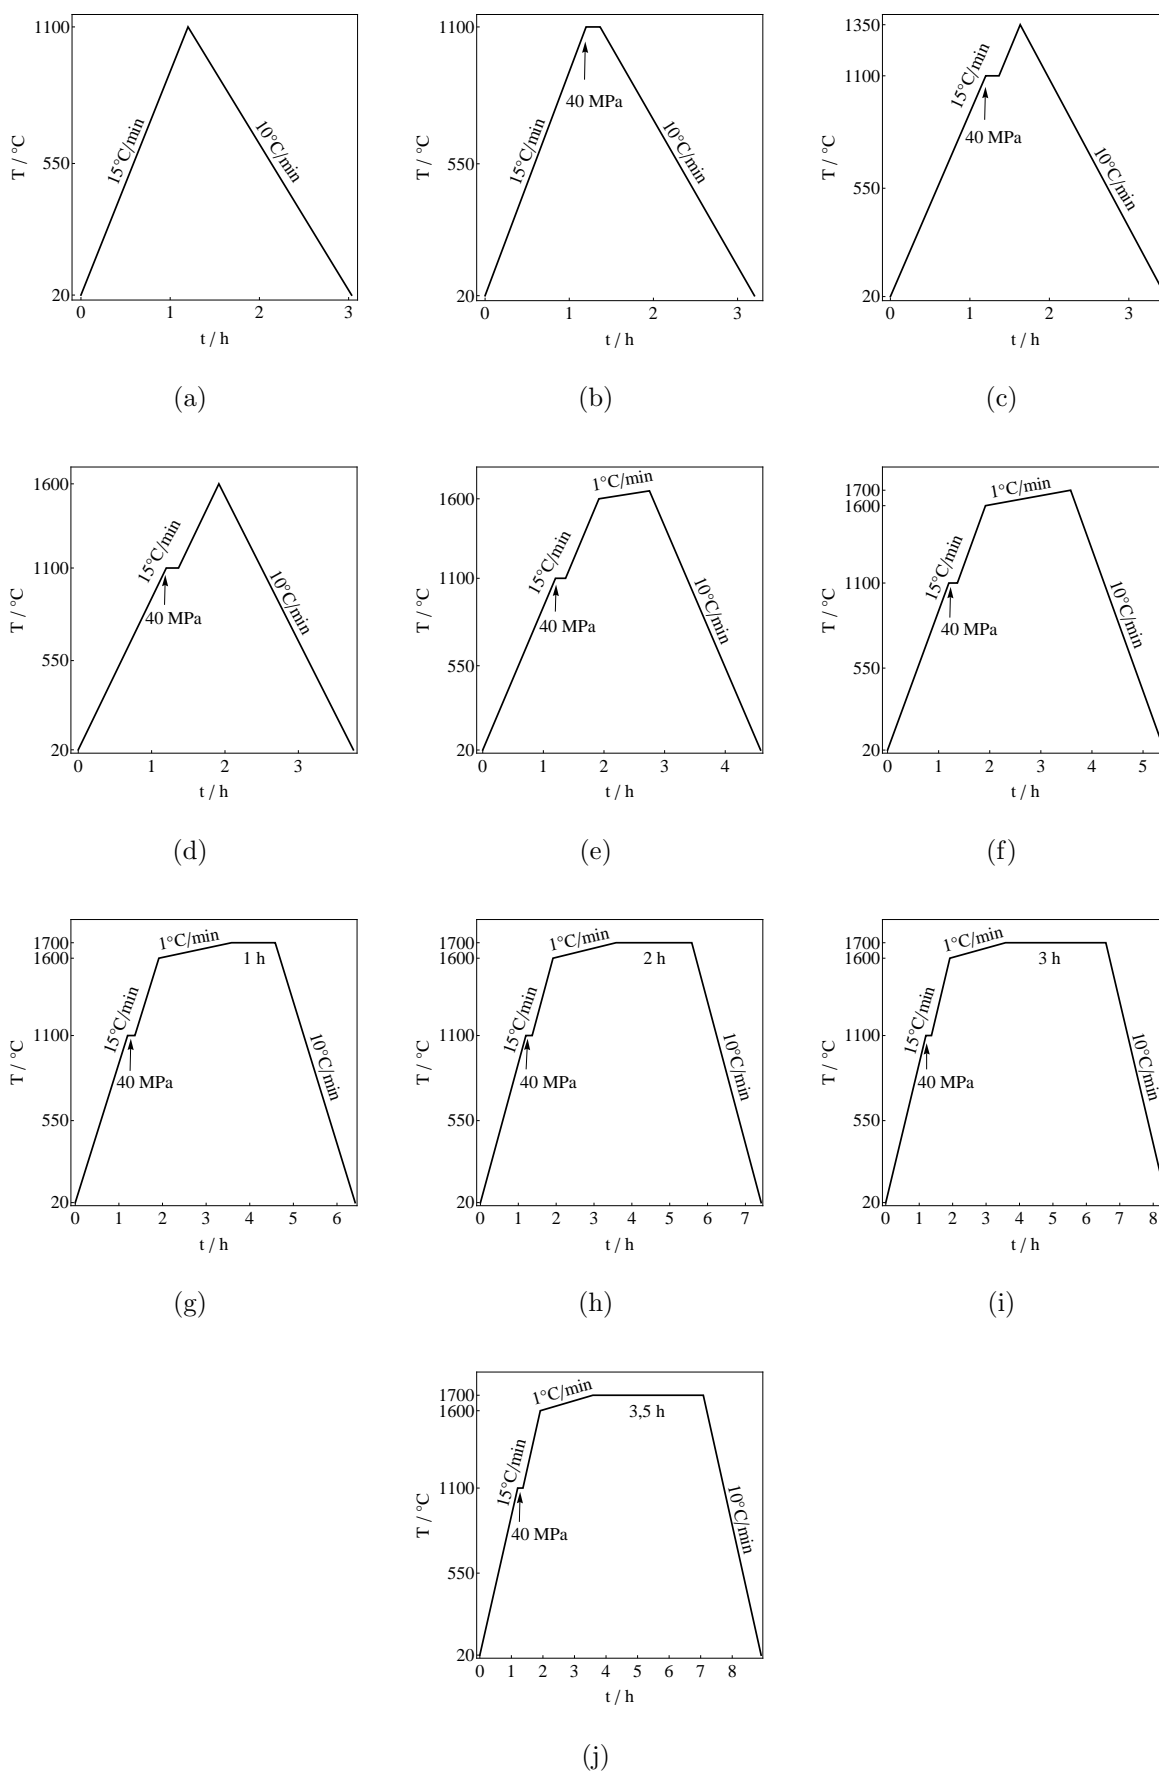 1100
550
20
T / °C
15°C/min
10°C/min
0 1 2 3
t / h
(a)
1100
550
20
T / °C
15°C/min
40 MPa
10°C/min
0 1 2 3
t / h
(b)
1350
1100
550
20
T / °C
15°C/min
40 MPa
10°C/min
0 1 2 3
t / h
(c)
1600
1100
550
20
T / °C
15°C/min
40 MPa
10°C/min
0 1 2 3
t / h
(d)
1600
1100
550
20
T / °C
1°C/min
15°C/min
40 MPa
10°C/min
0 1 2 3 4
t / h
(e)
1700
1600
1100
550
20
T / °C
1°C/min
15°C/min
40 MPa
10°C/min
0 1 2 3 4 5
t / h
(f)
1700
1600
1100
550
20
T / °C
1°C/min
1 h
15°C/min
40 MPa
10°C/min
0 1 2 3 4 5 6
t / h
(g)
1700
1600
1100
550
20
T / °C
1°C/min
2 h
15°C/min
40 MPa
10°C/min
0 1 2 3 4 5 6 7
t / h
(h)
1700
1600
1100
550
20
T / °C
1°C/min
3 h
15°C/min
40 MPa
10°C/min
0 1 2 3 4 5 6 7 8
t / h
(i)
1700
1600
1100
550
20
T / °C
1°C/min
3,5 h
15°C/min
40 MPa
10°C/min
0 1 2 3 4 5 6 7 8
t / h
(j)